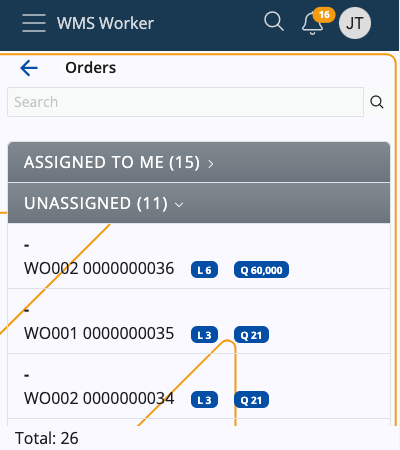 WMS Worker 16 JT
Orders
Search
ASSIGNED TO ME (15)
UNASSIGNED (11)
-
WO002 0000000036 L 6 Q 60,000
-
WO001 0000000035 L 3 Q 21
-
WO002 0000000034 L 3 Q 21
Total: 26